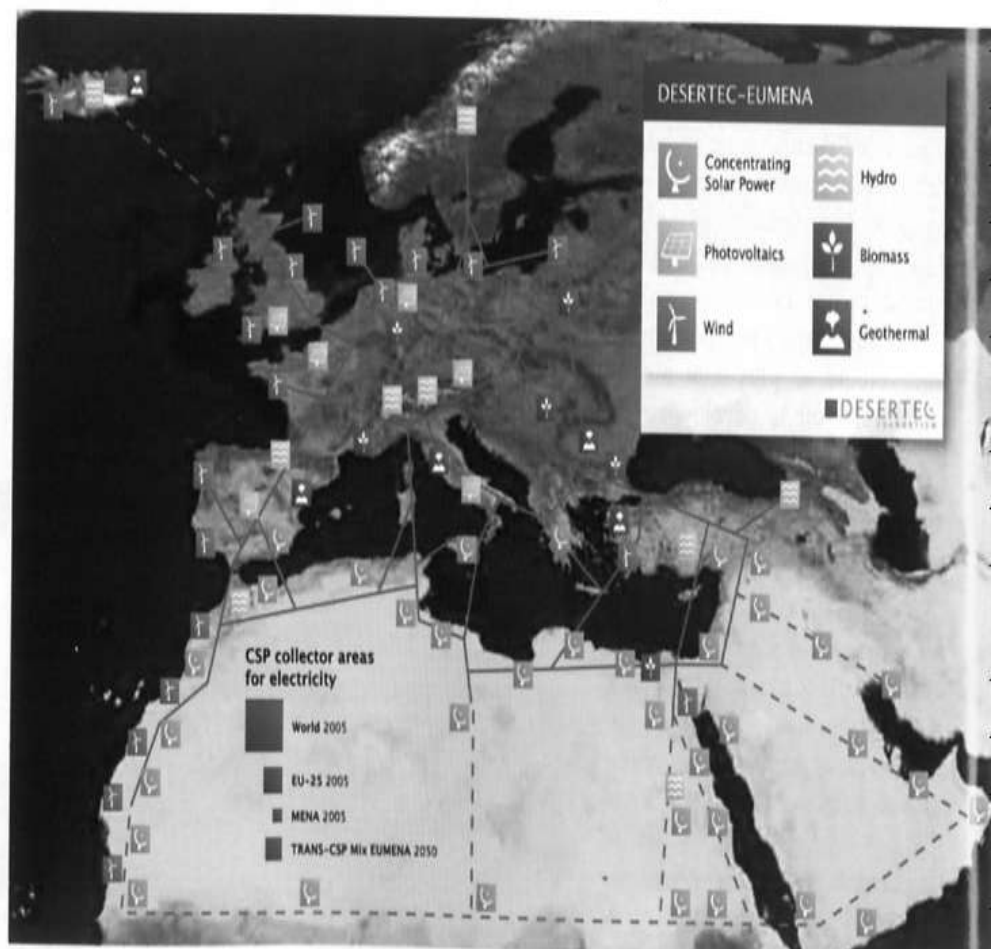 DESERTEC-EUMENA
Concentrating
Solar Power
Hydro
Photovoltaics
Biomass
Wind
Geothermal
DESERTEC
FOUNDATION
CSP collector areas
for electricity
World 2005
EU-25 2005
MENA 2005
TRANS-CSP Mix EUMENA 2050